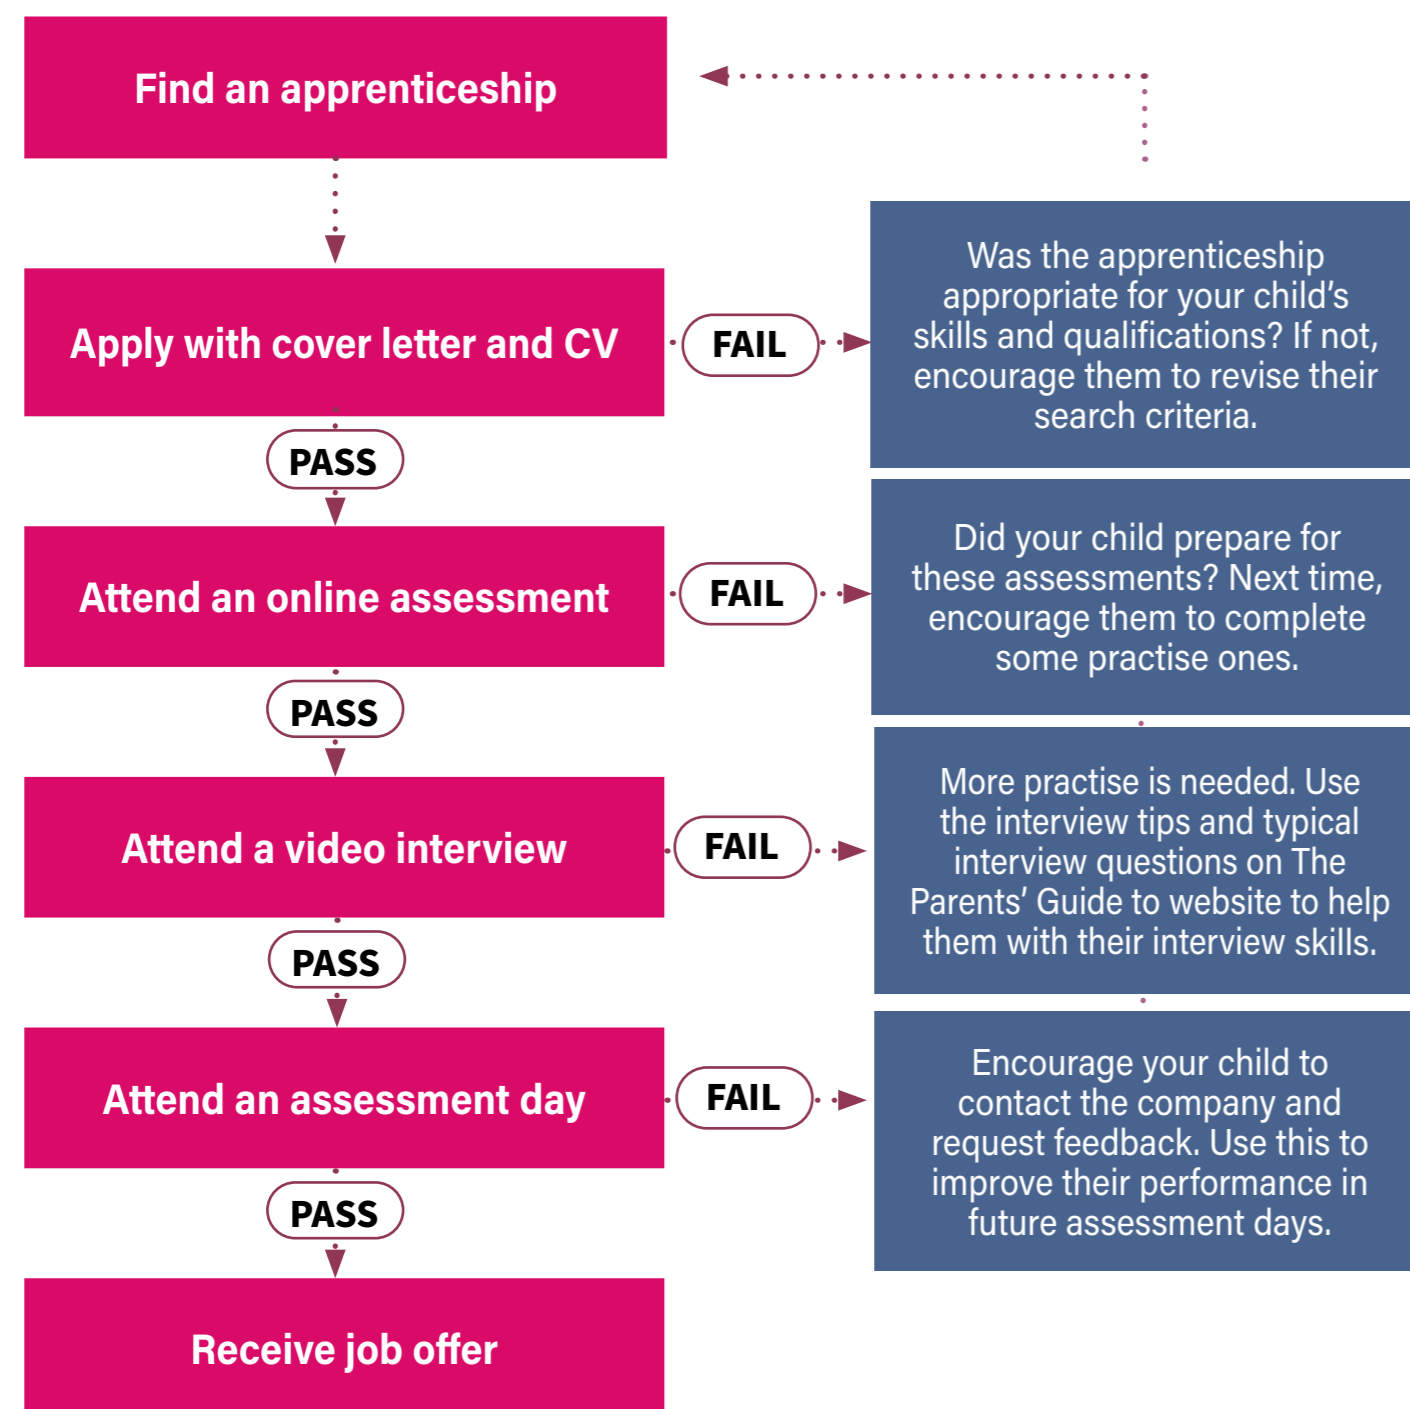 Find an apprenticeship
Apply with cover letter and CV
FAIL
Was the apprenticeship
appropriate for your child's
skills and qualifications? If not,
encourage them to revise their
search criteria.
PASS
Attend an online assessment
FAIL
Did your child prepare for
these assessments? Next time,
encourage them to complete
some practise ones.
PASS
Attend a video interview
FAIL
More practise is needed. Use
the interview tips and typical
interview questions on The
Parents' Guide to website to help
them with their interview skills.
PASS
Attend an assessment day
FAIL
Encourage your child to
contact the company and
request feedback. Use this to
improve their performance in
future assessment days.
PASS
Receive job offer